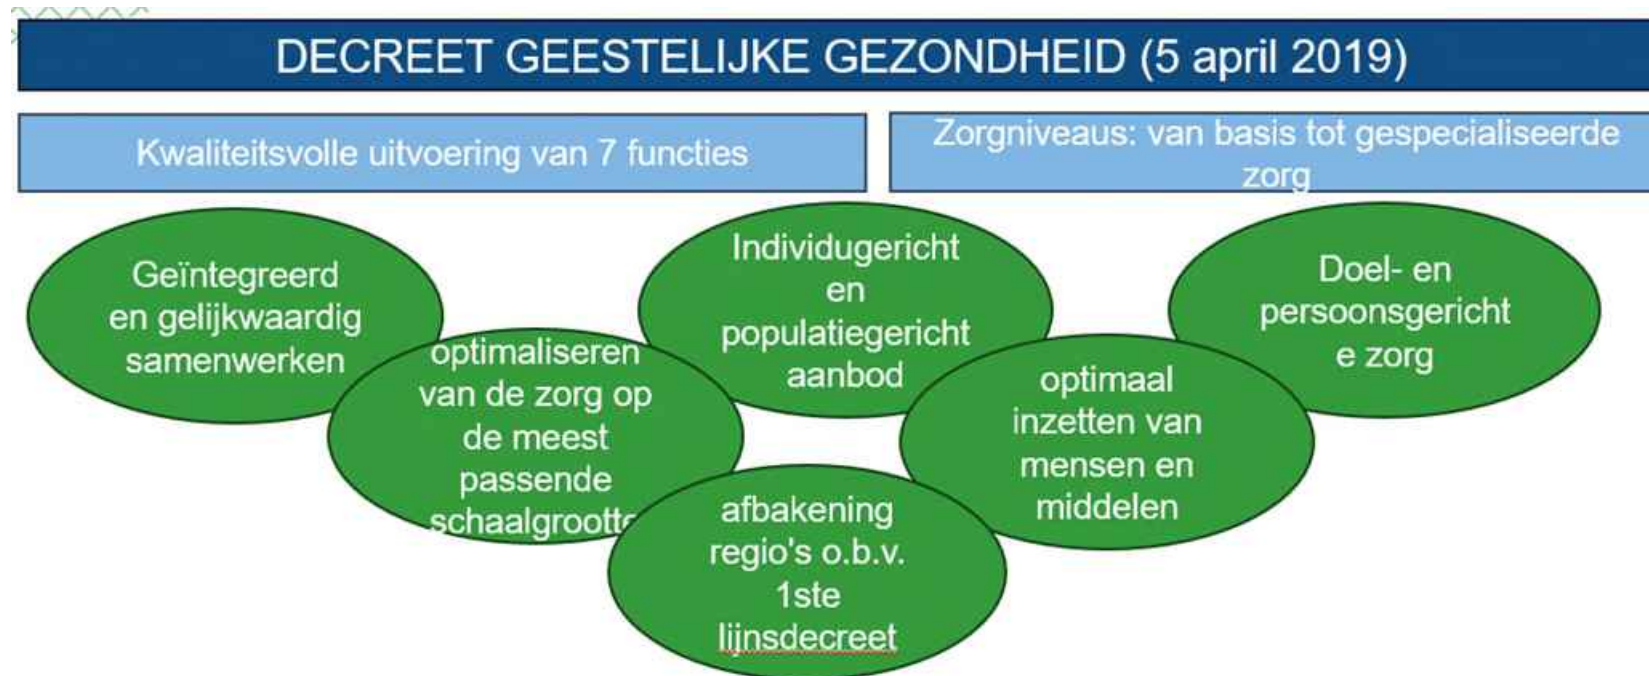 DECREET GEESTELIJKE GEZONDHEID (5 april 2019)
Kwaliteitsvolle uitvoering van 7 functies
Zorgniveaus: van basis tot gespecialiseerde
zorg
Geïntegreerd
en gelijkwaardig
samenwerken
optimaliseren
van de zorg op
de meest
passende
schaalgrootte
Individugericht
en
populatiegericht
aanbod
afbakening
regio's o.b.v.
1ste
lijnsdecreet
optimaal
inzetten van
mensen en
middelen
Doel- en
persoonsgericht
e zorg